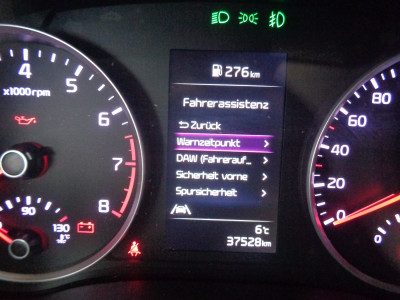 276km
Fahrerassistenz
Zurück
Warnzeitpunkt
DAW (Fahrerauf...
Sicherheit vorne
Spursicherheit
6°C
37528km
4
5
6
7
8
x1000rpm
90
130
°C
0
20
40
60
80